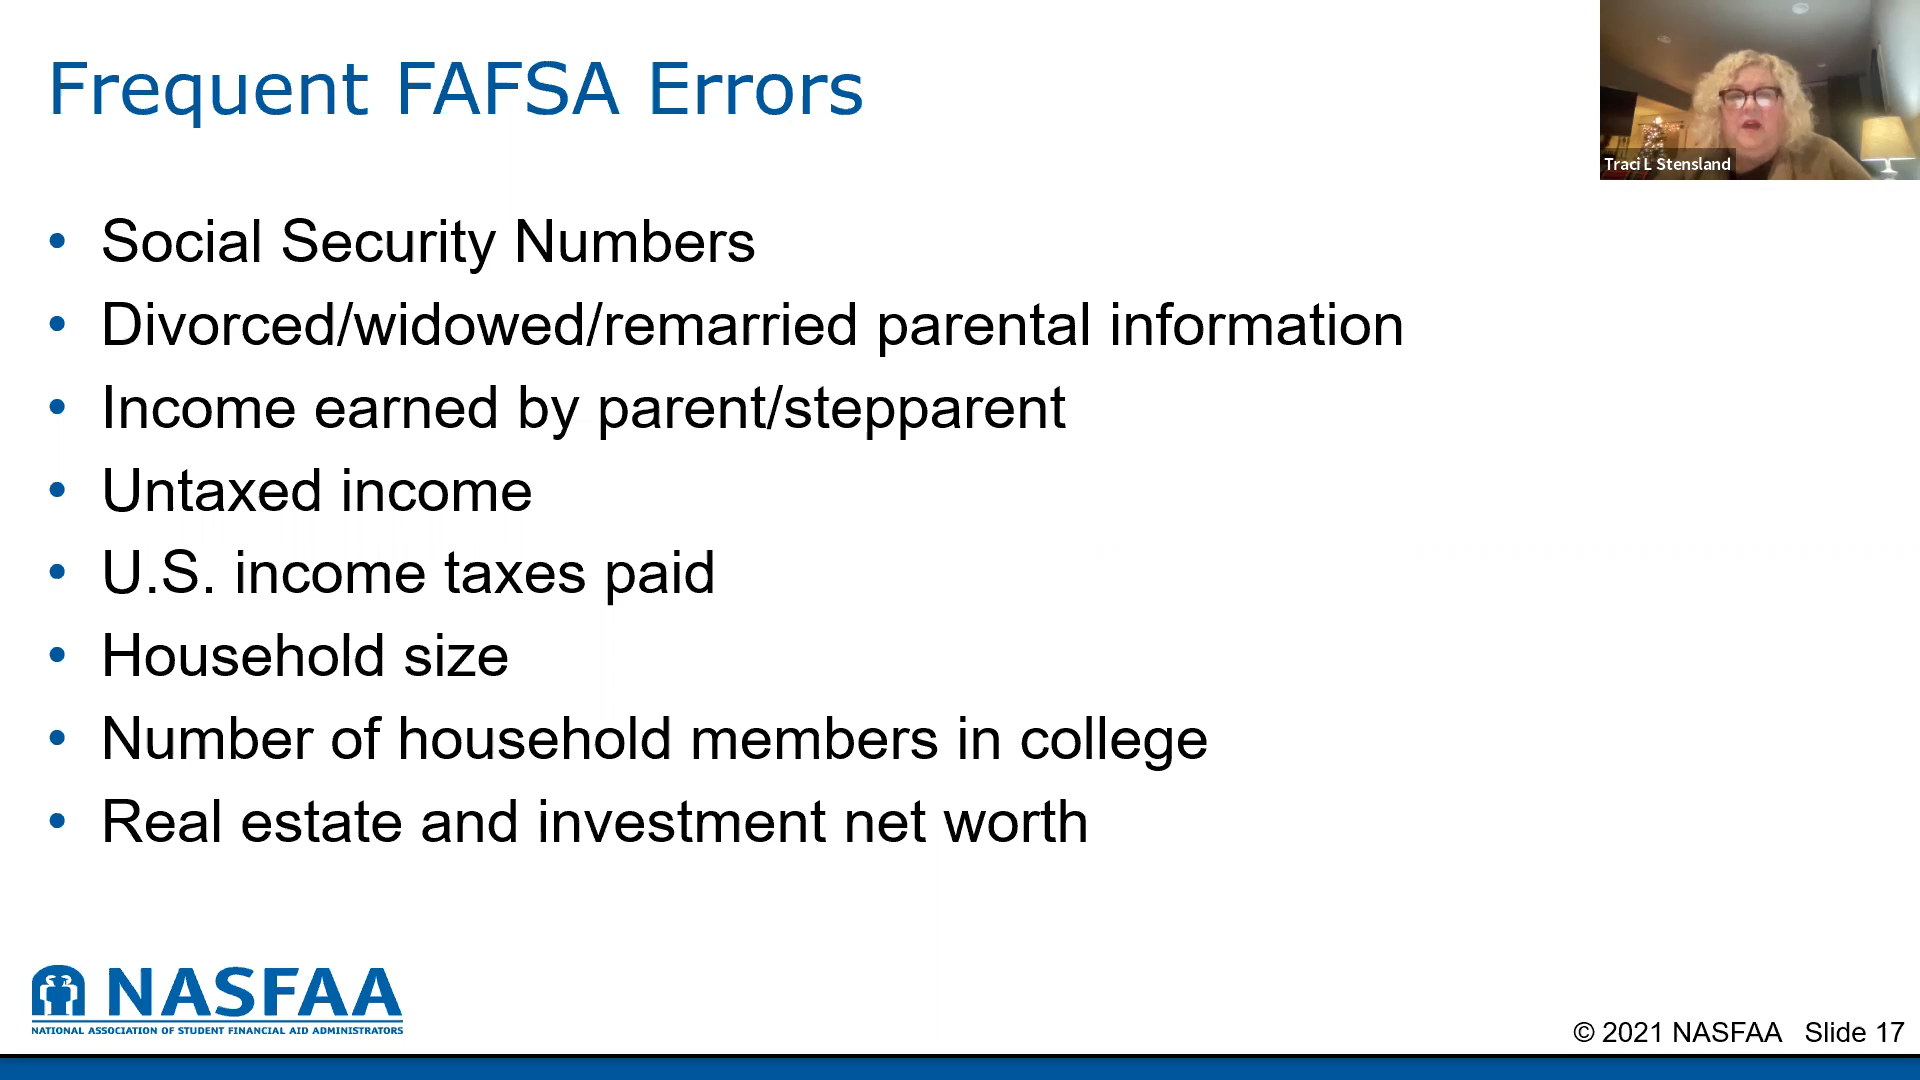 Frequent FAFSA Errors
Traci L Stensland
• Social Security Numbers
• Divorced/widowed/remarried parental information
• Income earned by parent/stepparent
• Untaxed income
• U.S. income taxes paid
• Household size
• Number of household members in college
• Real estate and investment net worth
NASFAA
NATIONAL ASSOCIATION OF STUDENT FINANCIAL AID ADMINISTRATORS
© 2021 NASFAA Slide 17